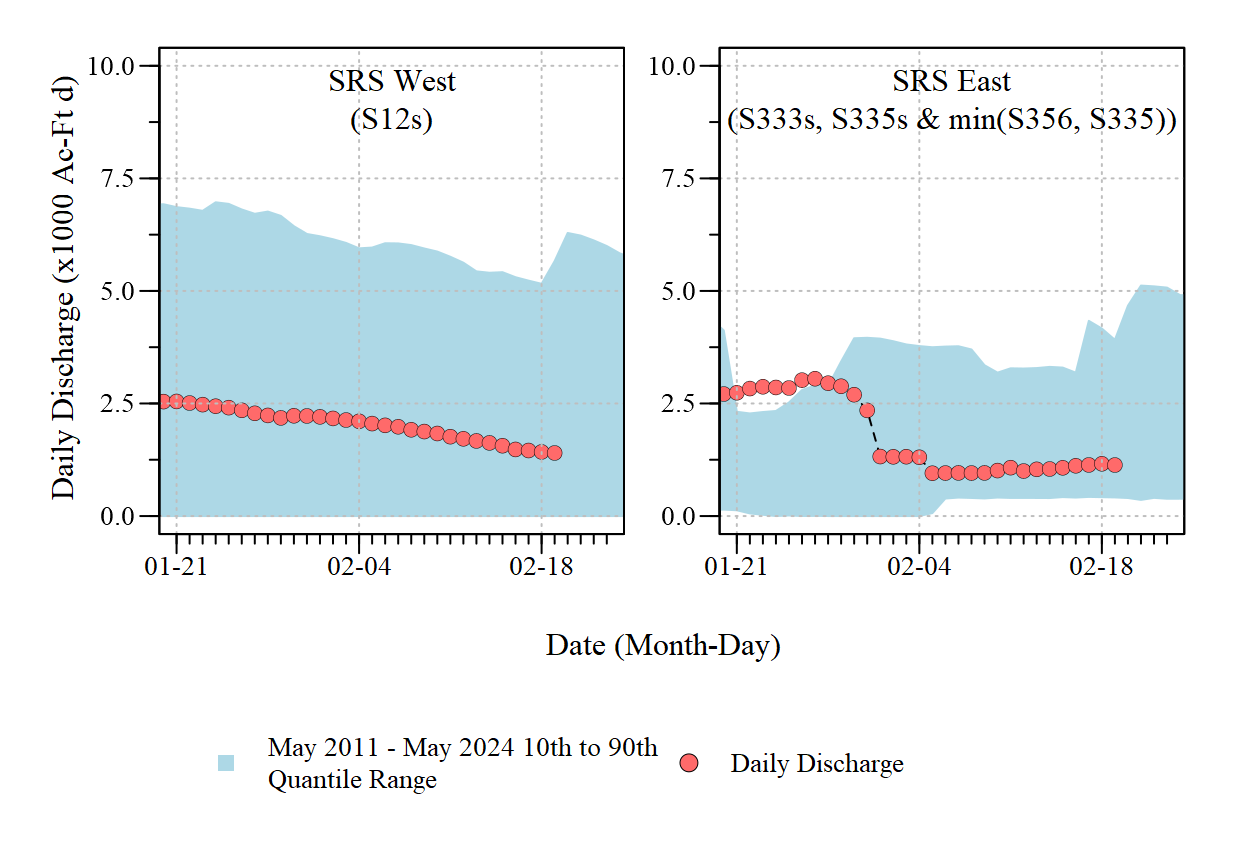 SRS West
(S12s)
SRS East
(S333s, S335s & min(S356, S335))
Daily Discharge (x1000 Ac-Ft d)
10.0
7.5
5.0
2.5
0.0
01-21
02-04
02-18
10.0
7.5
5.0
2.5
0.0
01-21
02-04
02-18
Date (Month-Day)
May 2011 - May 2024 10th to 90th
Quantile Range
Daily Discharge